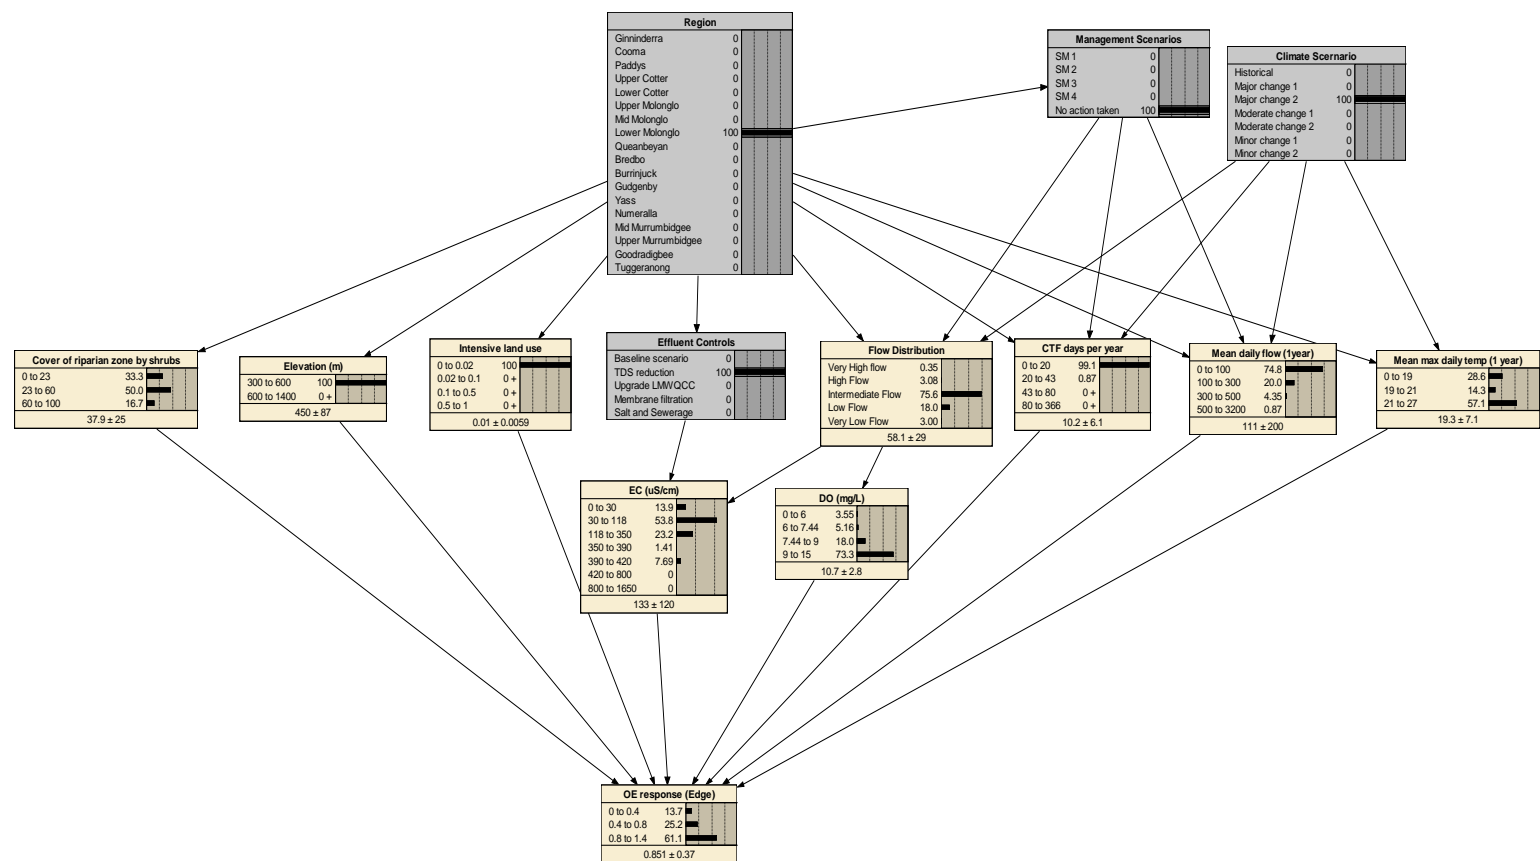 Region
Ginninderra 0
Cooma 0
Paddys 0
Upper Cotter 0
Lower Cotter 0
Upper Molonglo 0
Mid Molonglo 0
Lower Molonglo 100
Queanbeyan 0
Bredbo 0
Burrinjuck 0
Gudgenby 0
Yass 0
Numeralla 0
Mid Murrumbidgee 0
Upper Murrumbidgee 0
Goodradigbee 0
Tuggeranong 0
Management Scenarios
SM 1 0
SM 2 0
SM 3 0
SM 4 0
No action taken 100
Climate Scernario
Historical 0
Major change 1 0
Major change 2 100
Moderate change 1 0
Moderate change 2 0
Minor change 1 0
Minor change 2 0
Cover of riparian zone by shrubs
0 to 23 33.3
23 to 60 50.0
60 to 100 16.7
37.9 ± 25
Elevation (m)
300 to 600 100
600 to 1400 0 +
450 ± 87
Intensive land use
0 to 0.02 100
0.02 to 0.1 0 +
0.1 to 0.5 0 +
0.5 to 1 0 +
0.01 ± 0.0059
Effluent Controls
Baseline scenario 0
TDS reduction 100
Upgrade LMWQCC 0
Membrane filtration 0
Salt and Sewerage 0
Flow Distribution
Very High flow 0.35
High Flow 3.08
Intermediate Flow 75.6
Low Flow 18.0
Very Low Flow 3.00
58.1 ± 29
CTF days per year
0 to 20 99.1
20 to 43 0.87
43 to 80 0 +
80 to 366 0 +
10.2 ± 6.1
Mean daily flow (1year)
0 to 100 74.8
100 to 300 20.0
300 to 500 4.35
500 to 3200 0.87
111 ± 200
Mean max daily temp (1 year)
0 to 19 28.6
19 to 21 14.3
21 to 27 57.1
19.3 ± 7.1
EC (uS/cm)
0 to 30 13.9
30 to 118 53.8
118 to 350 23.2
350 to 390 1.41
390 to 420 7.69
420 to 800 0
800 to 1650 0
133 ± 120
DO (mg/L)
0 to 6 3.55
6 to 7.44 5.16
7.44 to 9 18.0
9 to 15 73.3
10.7 ± 2.8
OE response (Edge)
0 to 0.4 13.7
0.4 to 0.8 25.2
0.8 to 1.4 61.1
0.851 ± 0.37